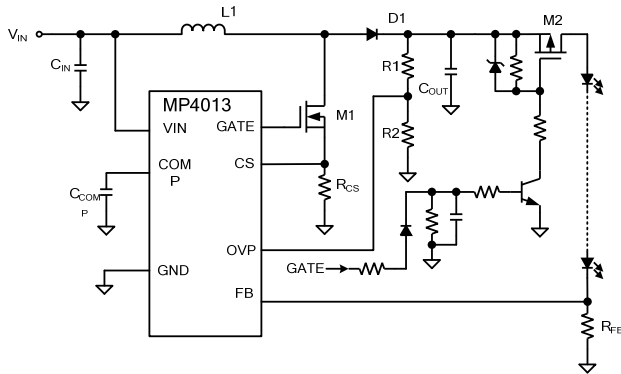 L1
D1
M2
VIN
CIN
R1
COUT
MP4013
VIN
GATE
M1
R2
COM
P
CS
RCS
CCOM
P
OVP
GND
GATE
FB
RFB